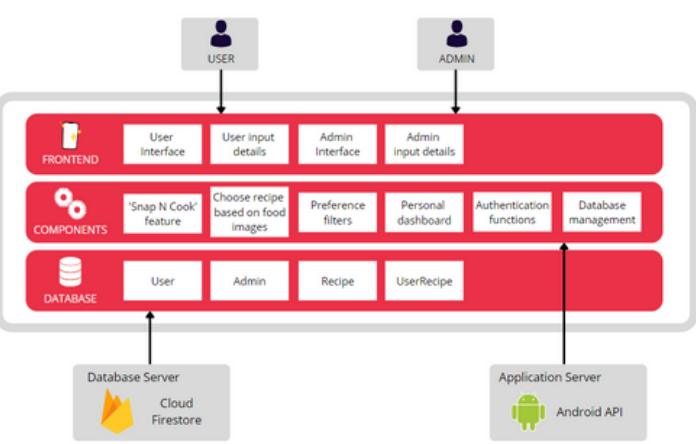 USER
ADMIN
FRONTEND
User
Interface
User input
details
Admin
Interface
Admin
input details
COMPONENTS
'Snap N Cook'
feature
Choose recipe
based on food
images
Preference
filters
Personal
dashboard
Authentication
functions
Database
management
DATABASE
User
Admin
Recipe
UserRecipe
Database Server
Cloud
Firestore
Application Server
Android API